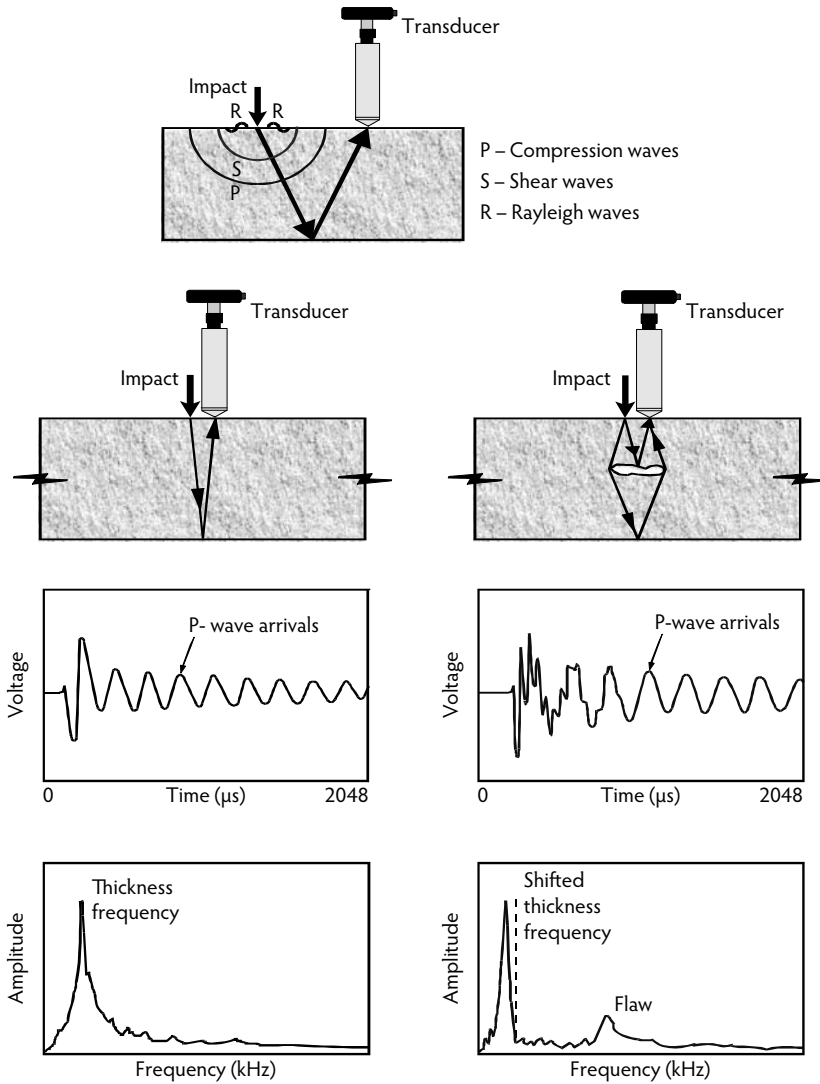 Transducer
Impact
R R
S
P
P – Compression waves
S – Shear waves
R – Rayleigh waves
Transducer
Impact
Transducer
Impact
P- wave arrivals
Voltage
0 Time (µs) 2048
P-wave arrivals
Voltage
0 Time (µs) 2048
Thickness
frequency
Amplitude
Frequency (kHz)
Shifted
thickness
frequency
Flaw
Amplitude
Frequency (kHz)